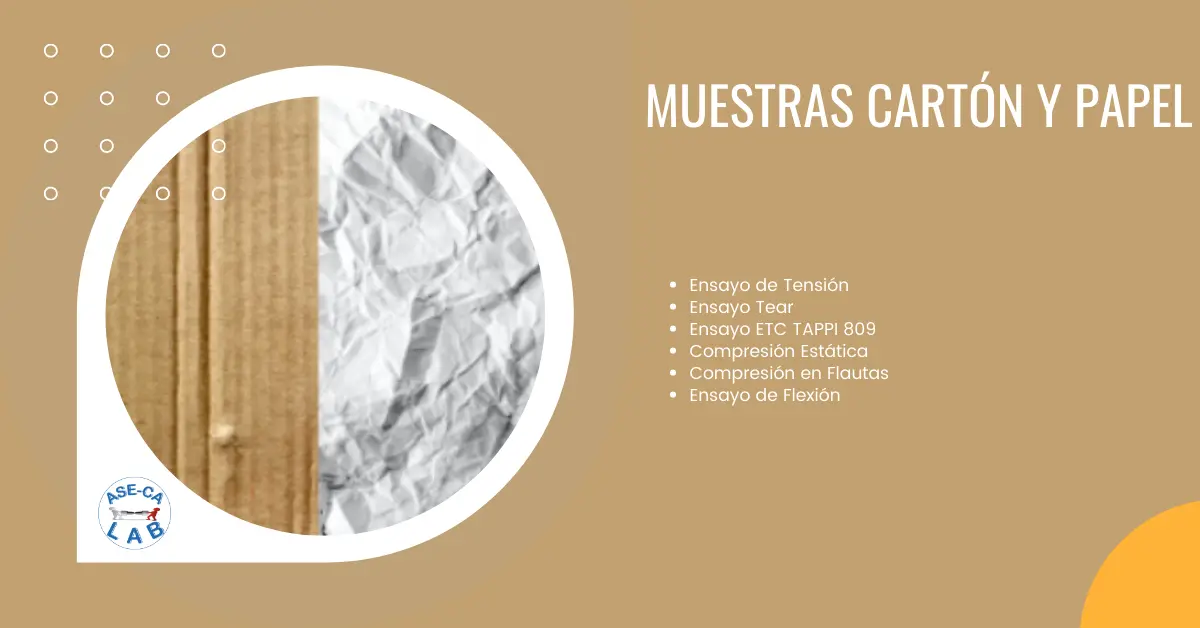 MUESTRAS CARTÓN Y PAPEL
Ensayo de Tensión
Ensayo Tear
Ensayo ETC TAPPI 809
Compresión Estática
Compresión en Flautas
Ensayo de Flexión
ASE-CA
LAB